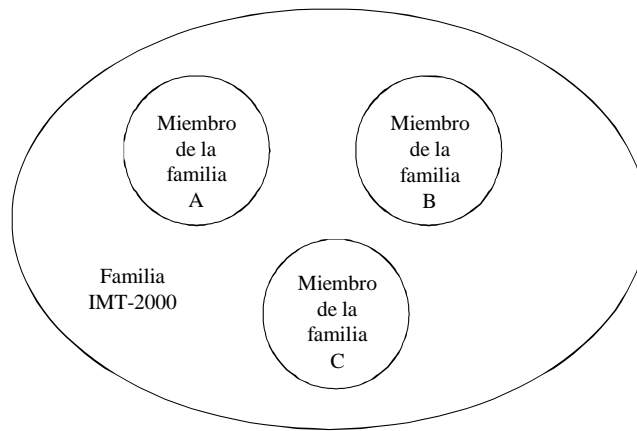 Miembro
de la
familia
A
Miembro
de la
familia
B
Familia
IMT-2000
Miembro
de la
familia
C